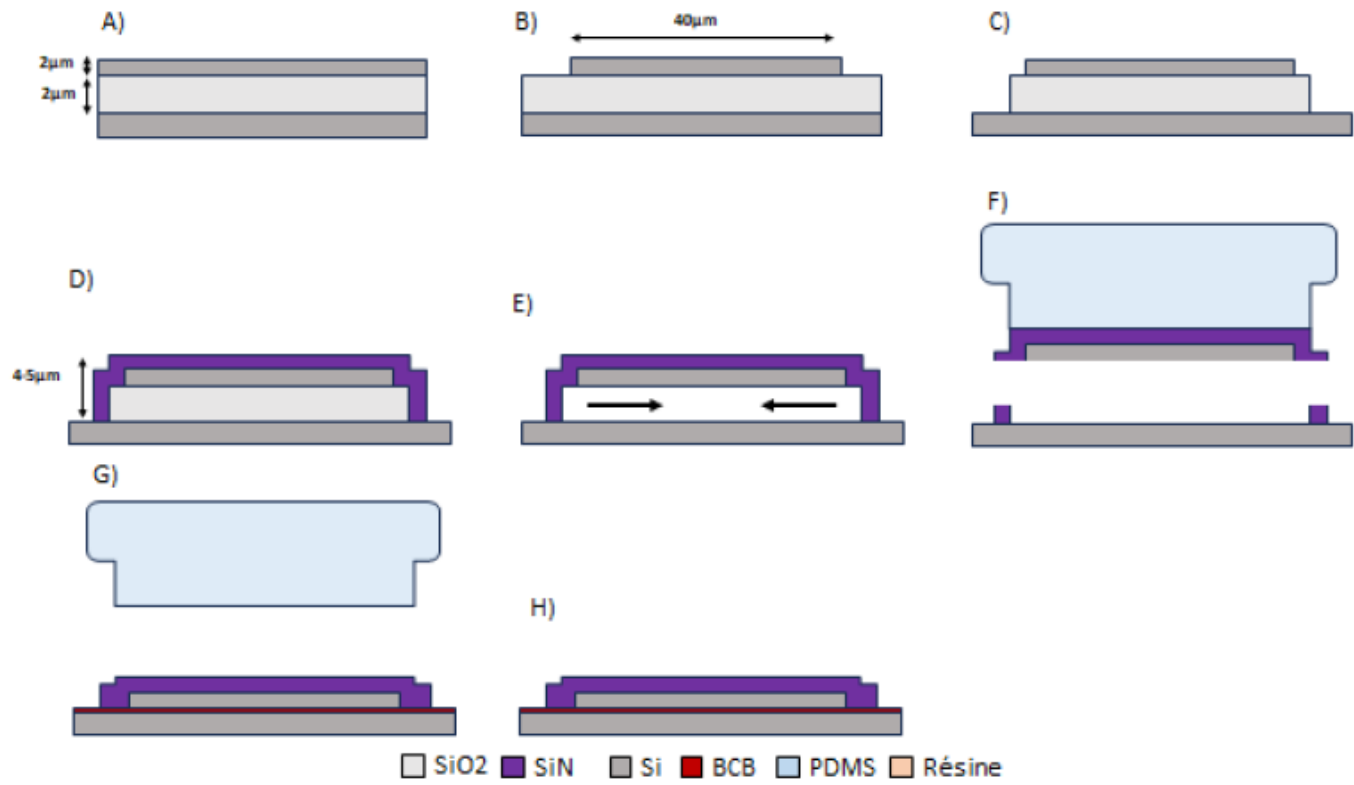 A)
B)
C)
40µm
2µm
2µm
F)
D)
E)
4-5µm
G)
H)
SiO2 SiN Si BCB PDMS Résine